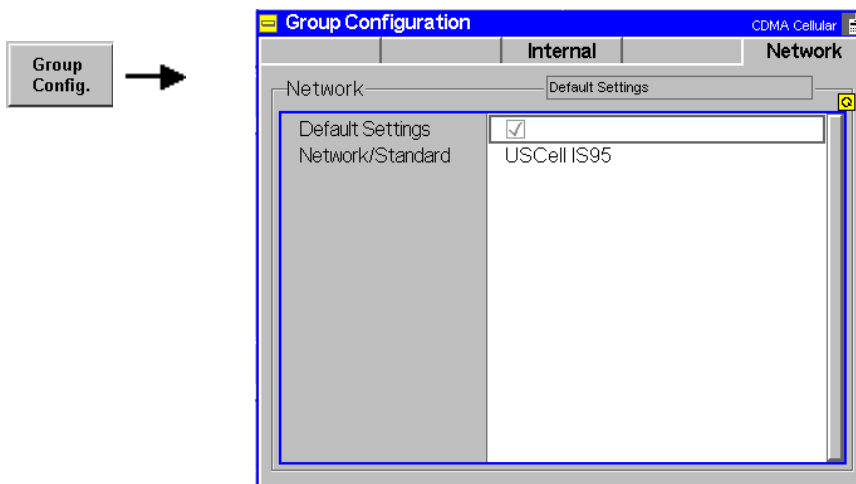 Group Configuration
CDMA Cellular
Internal
Network
Group
Config.
Network
Default Settings
Default Settings
Network/Standard
USCell IS95